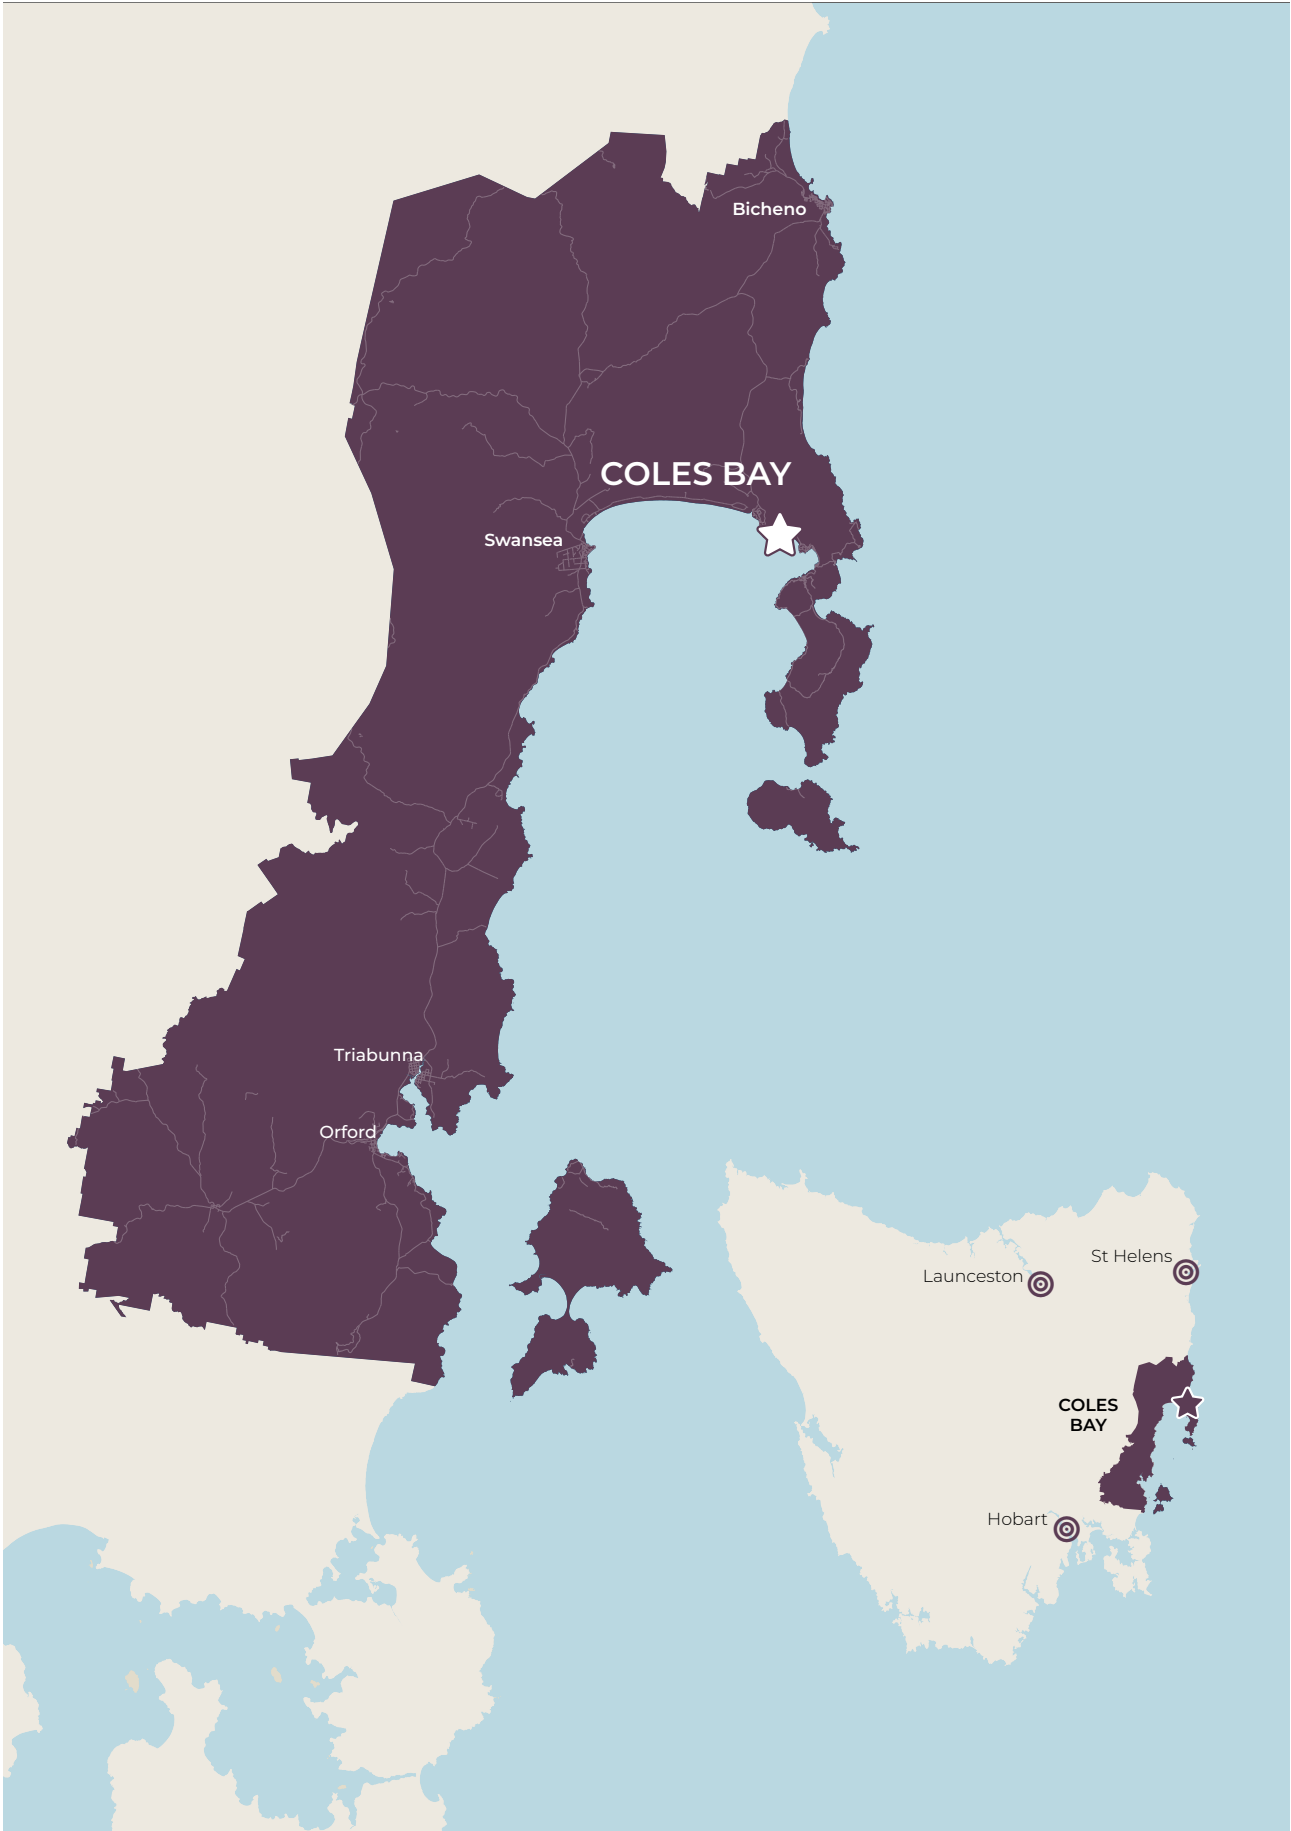 Bicheno
COLES BAY
Swansea
Triabunna
Orford
St Helens
Launceston
COLES
BAY
Hobart